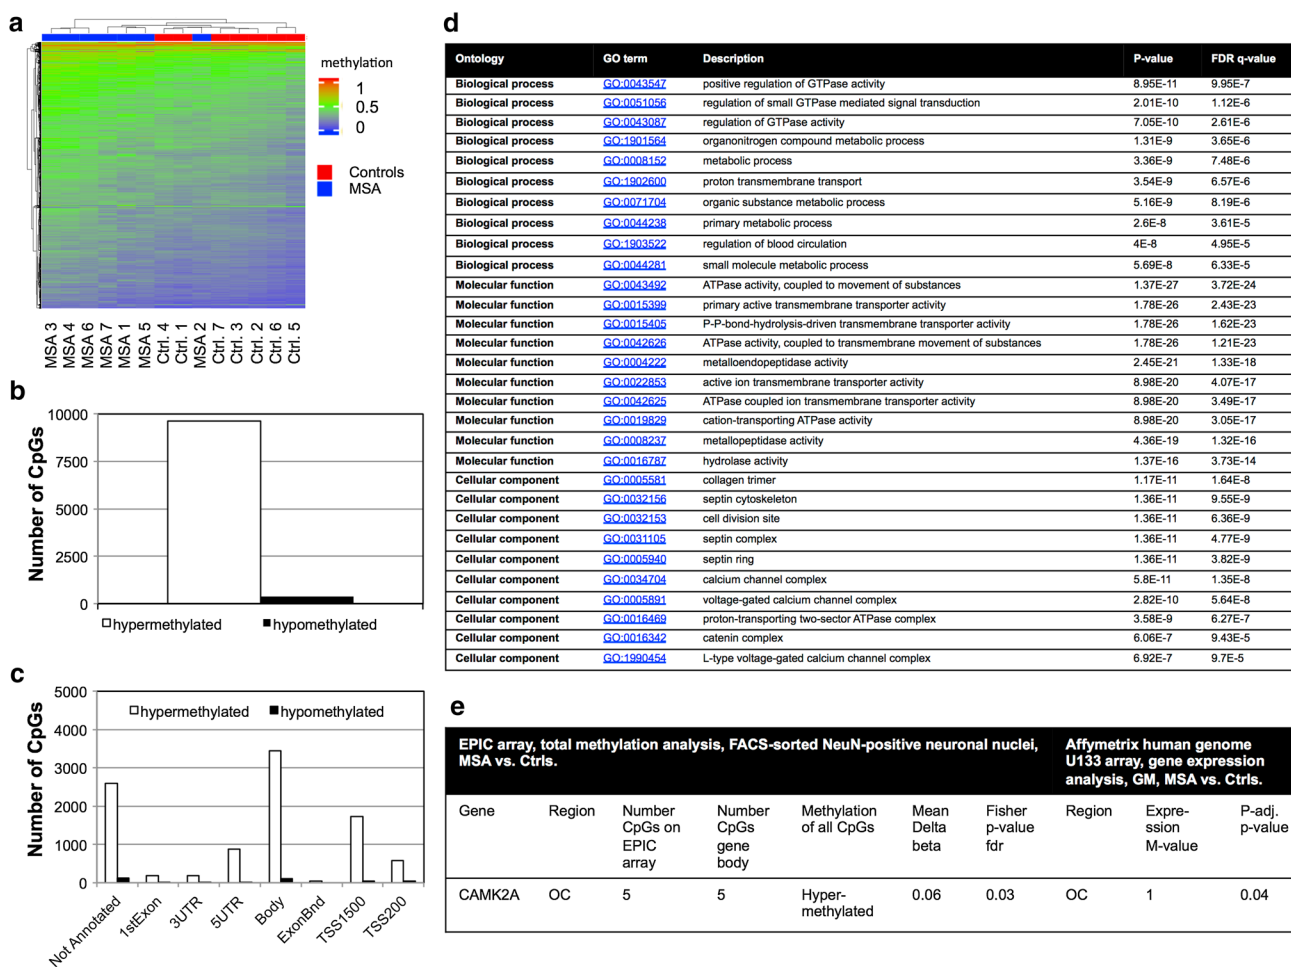 a
methylation
1
0.5
0
Controls
MSA
MSA 3
MSA 4
MSA 6
MSA 7
MSA 1
MSA 5
Ctrl. 4
Ctrl. 1
MSA 2
Ctrl. 7
Ctrl. 3
Ctrl. 2
Ctrl. 6
Ctrl. 5
b
Number of CpGs
10000
7500
5000
2500
0
hypermethylated hypomethylated
c
Number of CpGs
5000
4000
3000
2000
1000
0
hypermethylated hypomethylated
Not Annotated
1stExon
3UTR
5UTR
Body
ExonBnd
TSS1500
TSS200
d
Ontology GO term Description P-value FDR q-value
Biological process GO:0043547 positive regulation of GTPase activity 8.95E-11 9.95E-7
Biological process GO:0051056 regulation of small GTPase mediated signal transduction 2.01E-10 1.12E-6
Biological process GO:0043087 regulation of GTPase activity 7.05E-10 2.61E-6
Biological process GO:1901564 organonitrogen compound metabolic process 1.31E-9 3.65E-6
Biological process GO:0008152 metabolic process 3.36E-9 7.48E-6
Biological process GO:1902600 proton transmembrane transport 3.54E-9 6.57E-6
Biological process GO:0071704 organic substance metabolic process 5.16E-9 8.19E-6
Biological process GO:0044238 primary metabolic process 2.6E-8 3.61E-5
Biological process GO:1903522 regulation of blood circulation 4E-8 4.95E-5
Biological process GO:0044281 small molecule metabolic process 5.69E-8 6.33E-5
Molecular function GO:0043492 ATPase activity, coupled to movement of substances 1.37E-27 3.72E-24
Molecular function GO:0015399 primary active transmembrane transporter activity 1.78E-26 2.43E-23
Molecular function GO:0015405 P-P-bond-hydrolysis-driven transmembrane transporter activity 1.78E-26 1.62E-23
Molecular function GO:0042626 ATPase activity, coupled to transmembrane movement of substances 1.78E-26 1.21E-23
Molecular function GO:0004222 metalloendopeptidase activity 2.45E-21 1.33E-18
Molecular function GO:0022853 active ion transmembrane transporter activity 8.98E-20 4.07E-17
Molecular function GO:0042625 ATPase coupled ion transmembrane transporter activity 8.98E-20 3.49E-17
Molecular function GO:0019829 cation-transporting ATPase activity 8.98E-20 3.05E-17
Molecular function GO:0008237 metallopeptidase activity 4.36E-19 1.32E-16
Molecular function GO:0016787 hydrolase activity 1.37E-16 3.73E-14
Cellular component GO:0005581 collagen trimer 1.17E-11 1.64E-8
Cellular component GO:0032156 septin cytoskeleton 1.36E-11 9.55E-9
Cellular component GO:0032153 cell division site 1.36E-11 6.36E-9
Cellular component GO:0031105 septin complex 1.36E-11 4.77E-9
Cellular component GO:0005940 septin ring 1.36E-11 3.82E-9
Cellular component GO:0034704 calcium channel complex 5.8E-11 1.35E-8
Cellular component GO:0005891 voltage-gated calcium channel complex 2.82E-10 5.64E-8
Cellular component GO:0016469 proton-transporting two-sector ATPase complex 3.58E-9 6.27E-7
Cellular component GO:0016342 catenin complex 6.06E-7 9.43E-5
Cellular component GO:1990454 L-type voltage-gated calcium channel complex 6.92E-7 9.7E-5
e
EPIC array, total methylation analysis, FACS-sorted NeuN-positive neuronal nuclei,
MSA vs. Ctrls.
Affymetrix human genome
U133 array, gene expression
analysis, GM, MSA vs. Ctrls.
Gene Region Number Number Methylation Mean Fisher Region Expre- P-adj.
CpGs on CpGs of all CpGs Delta p-value ssion p-value
EPIC gene beta fdr M-value
array body
CAMK2A OC 5 5 Hyper- 0.06 0.03 OC 1 0.04
methylated